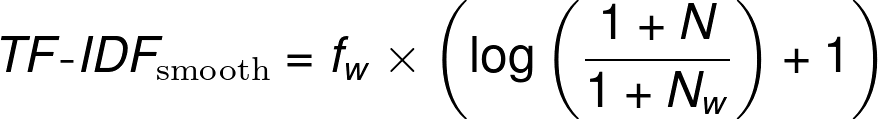 TF-IDF_smooth = f_w × (log((1 + N)/(1 + N_w)) + 1)